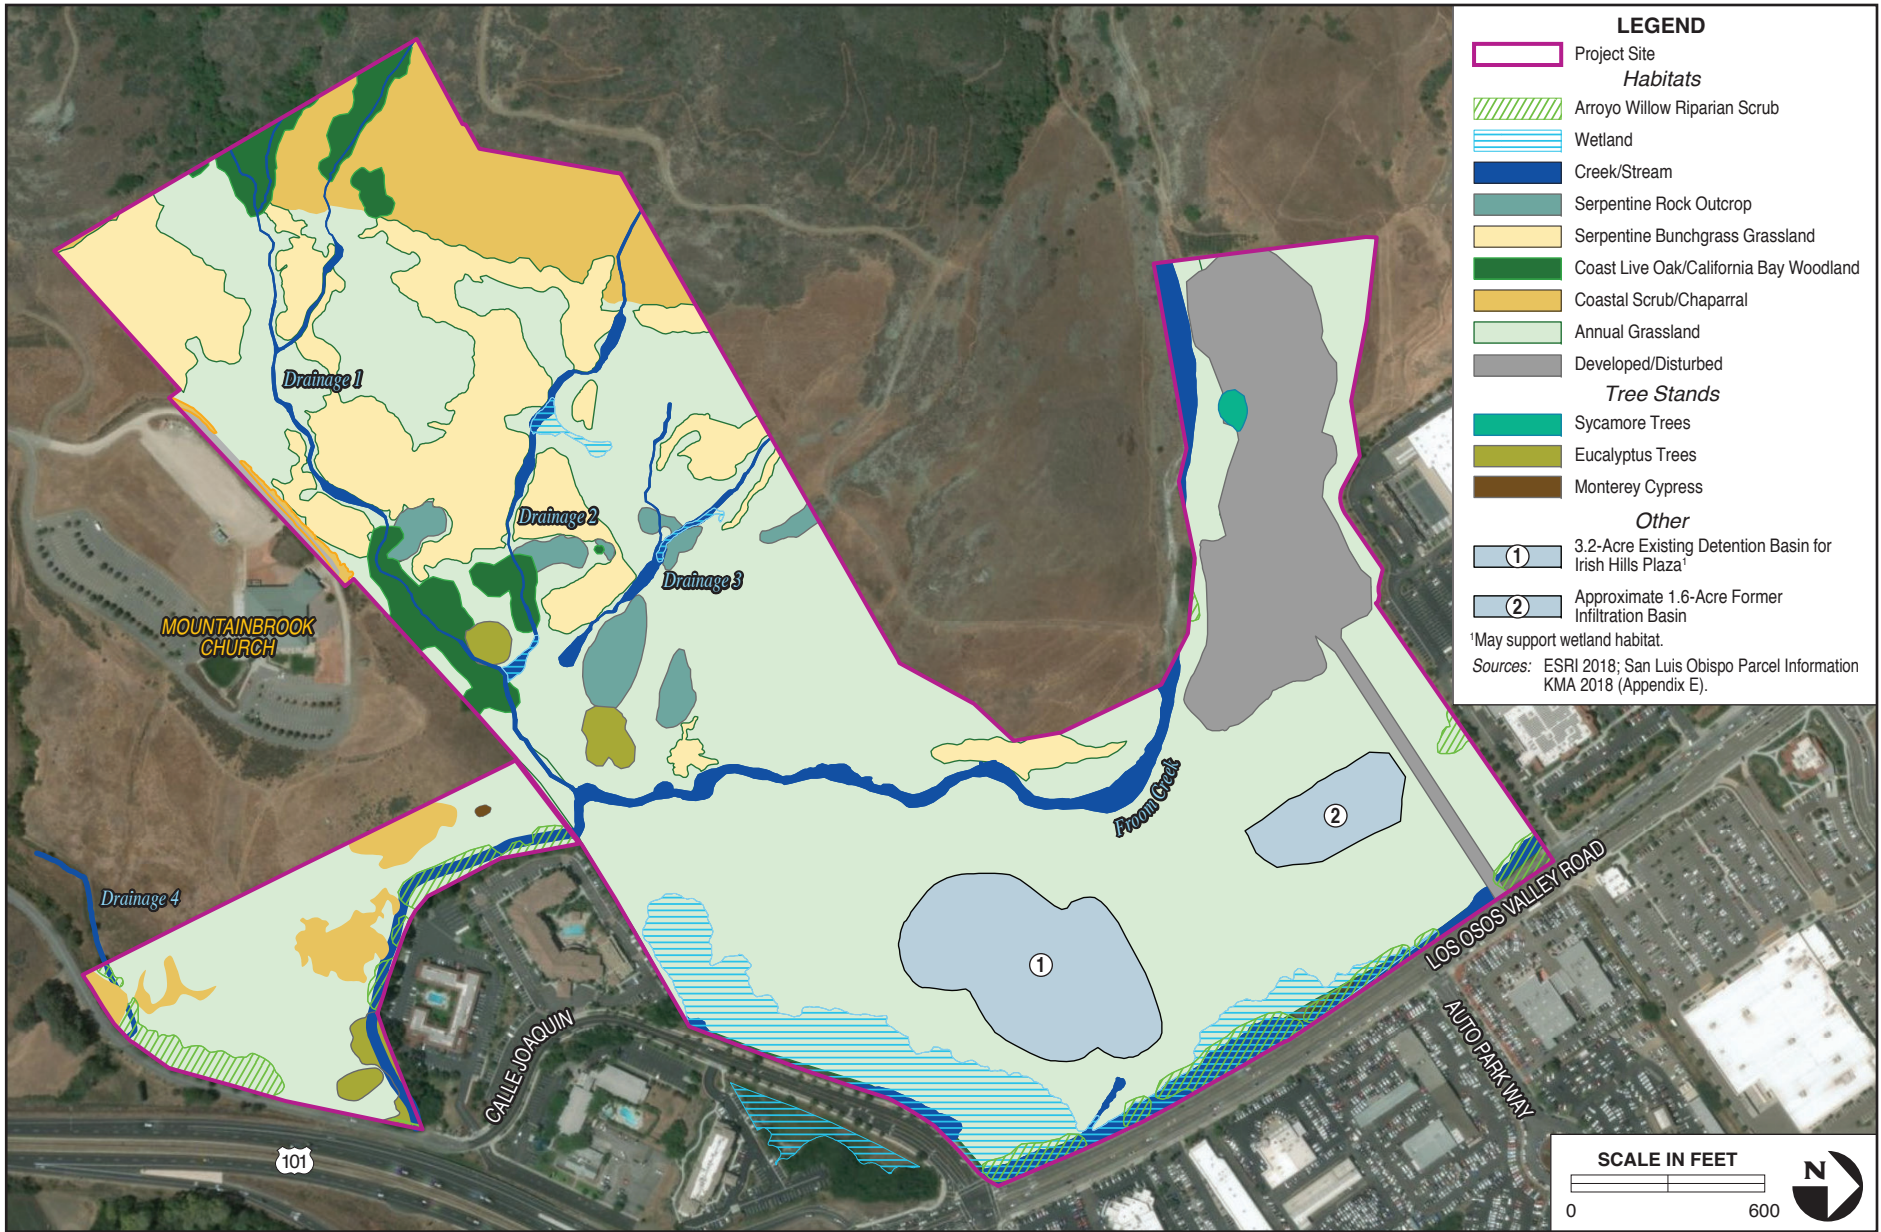 LEGEND
Project Site
Habitats
Arroyo Willow Riparian Scrub
Wetland
Creek/Stream
Serpentine Rock Outcrop
Serpentine Bunchgrass Grassland
Coast Live Oak/California Bay Woodland
Coastal Scrub/Chaparral
Annual Grassland
Developed/Disturbed
Tree Stands
Sycamore Trees
Eucalyptus Trees
Monterey Cypress
Other
1 3.2-Acre Existing Detention Basin for
Irish Hills Plaza¹
2 Approximate 1.6-Acre Former
Infiltration Basin
¹May support wetland habitat.
Sources: ESRI 2018; San Luis Obispo Parcel Information
KMA 2018 (Appendix E).
Drainage 1
Drainage 2
Drainage 3
MOUNTAINBROOK
CHURCH
Froom Creek
2
Drainage 4
1
LOS OSOS VALLEY ROAD
CALLE JOAQUIN
AUTO PARK WAY
101
SCALE IN FEET
0 600
N